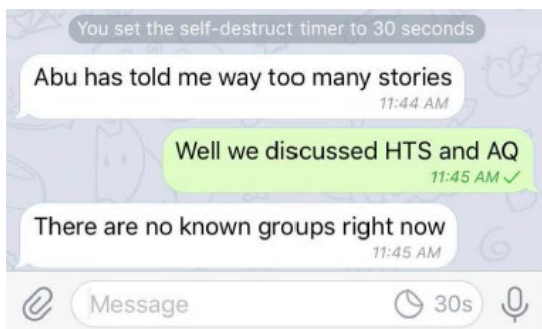 You set the self-destruct timer to 30 seconds
Abu has told me way too many stories
11:44 AM
Well we discussed HTS and AQ
11:45 AM
There are no known groups right now
11:45 AM
Message 30s